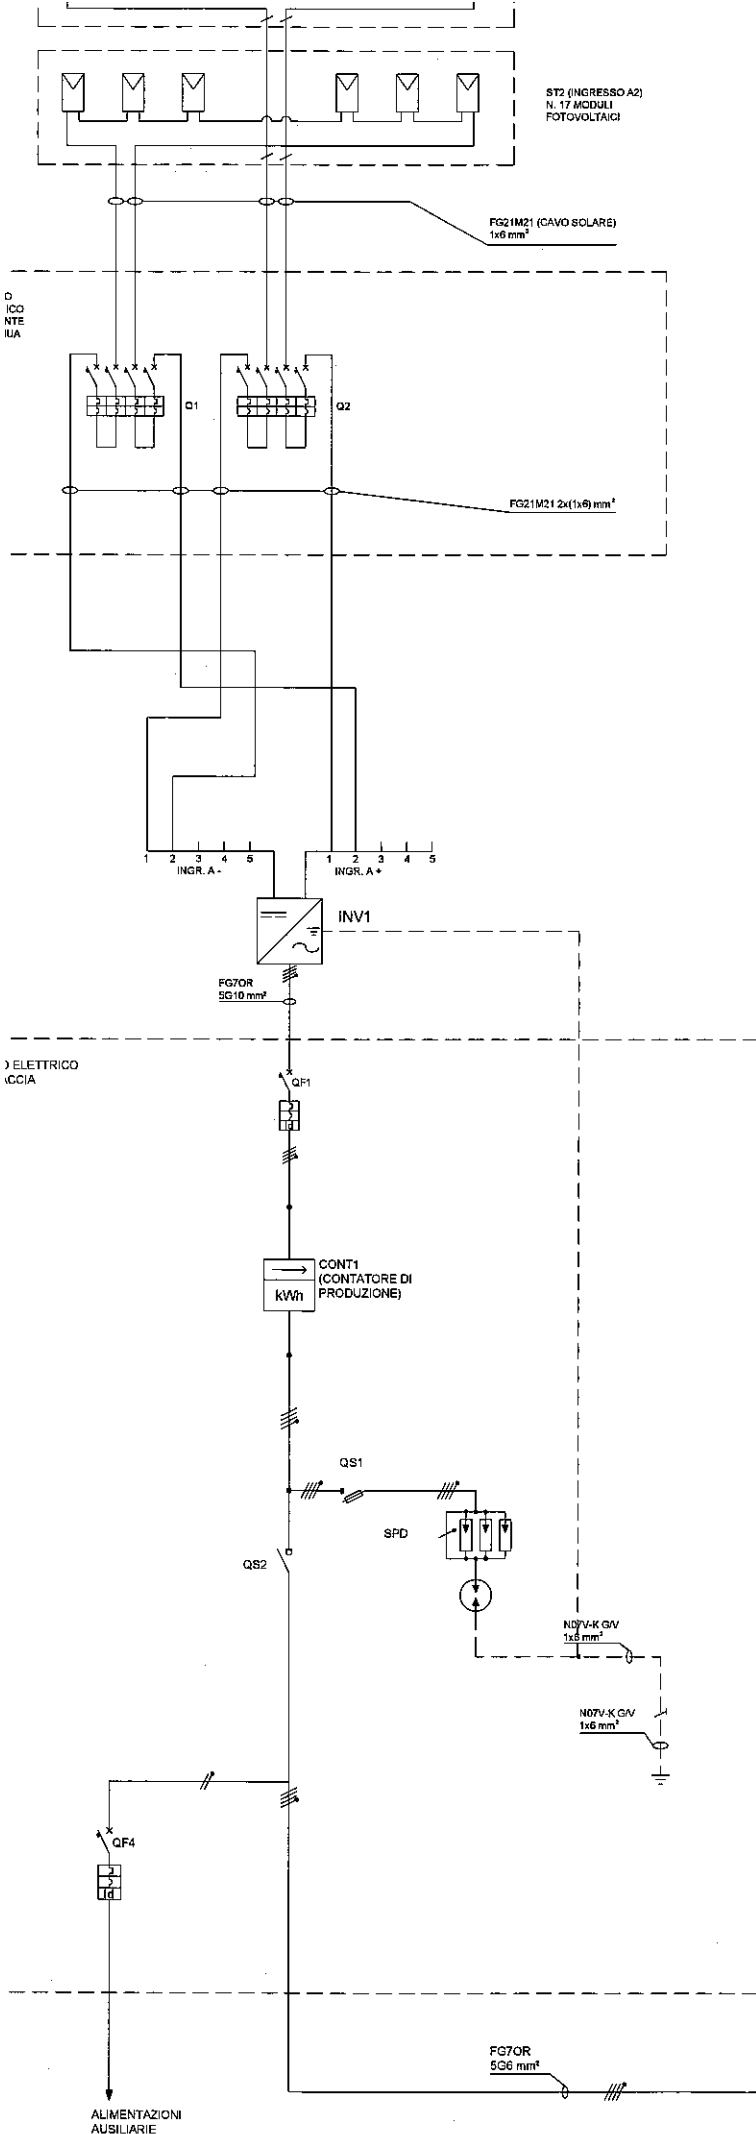 ST2 (INGRESSO A2)
N. 17 MODULI
FOTOVOLTAICI
FG21M21 (CAVO SOLARE)
1x6 mm²
O
ICO
NTE
IUA
Q1
Q2
FG21M21 2x(1x6) mm²
1 2 3 4 5
INGR. A -
1 2 3 4 5
INGR. A +
INV1
FG7OR
5G10 mm²
O ELETTRICO
ACCIA
QF1
CONT1
(CONTATORE DI
PRODUZIONE)
kWh
QS1
SPD
QS2
N07V-K G/V
1x6 mm²
N07V-K G/V
1x6 mm²
QF4
FG7OR
5G6 mm²
ALIMENTAZIONI
AUSILIARIE